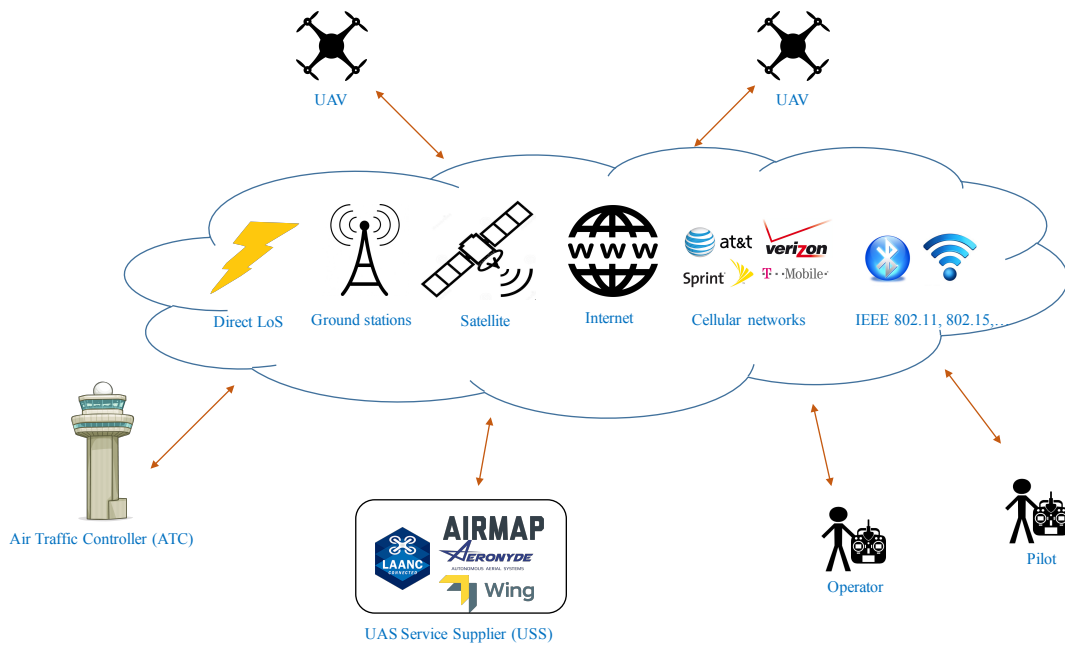 UAV
UAV
WWW
at&t
verizon
Sprint
T··Mobile·
Direct LoS
Ground stations
Satellite
Internet
Cellular networks
IEEE 802.11, 802.15,…
Air Traffic Controller (ATC)
LAANC
CONNECTED
AIRMAP
AERONYDE
AUTONOMOUS AERIAL SYSTEMS
Wing
UAS Service Supplier (USS)
Operator
Pilot